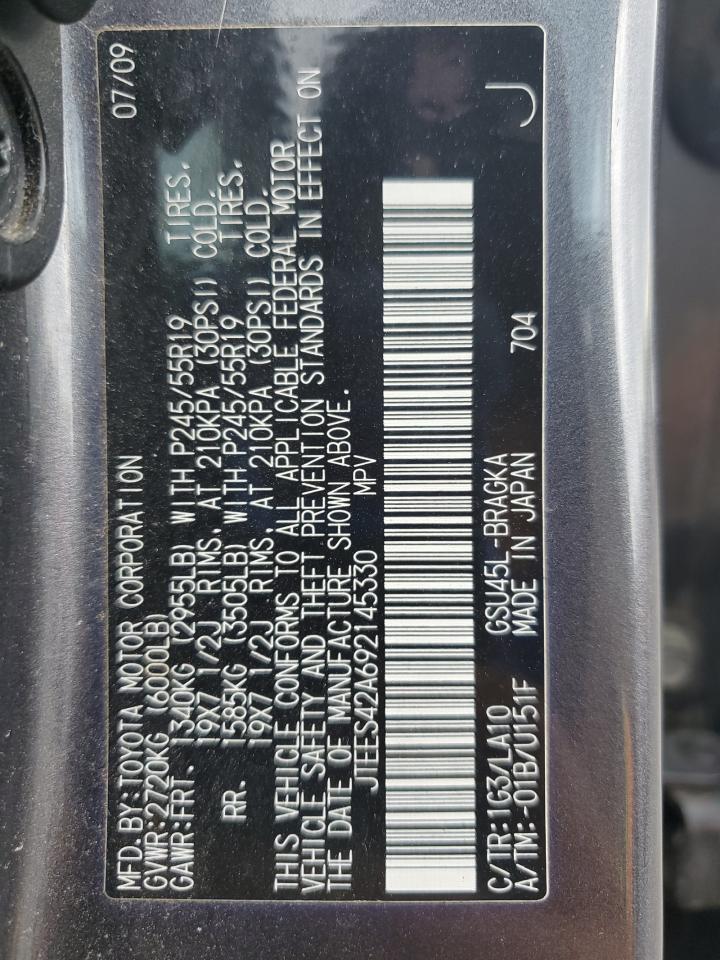 MFD. BY: TOYOTA MOTOR CORPORATION 07/09
GVWR: 2720KG (6000LB)
GAWR: FRT. 1340KG (2955LB) WITH P245/55R19 TIRES,
19X7 1/2J RIMS, AT 210KPA (30PSI) COLD.
RR. 1585KG (3505LB) WITH P245/55R19 TIRES,
19X7 1/2J RIMS, AT 210KPA (30PSI) COLD.
THIS VEHICLE CONFORMS TO ALL APPLICABLE FEDERAL MOTOR
VEHICLE SAFETY AND THEFT PREVENTION STANDARDS IN EFFECT ON
THE DATE OF MANUFACTURE SHOWN ABOVE.
JTEES42A692145330 MPV
C/TR: 1G3/LA10 GSU45L-BRAGKA
A/TM: -01B/U151F MADE IN JAPAN 704
J